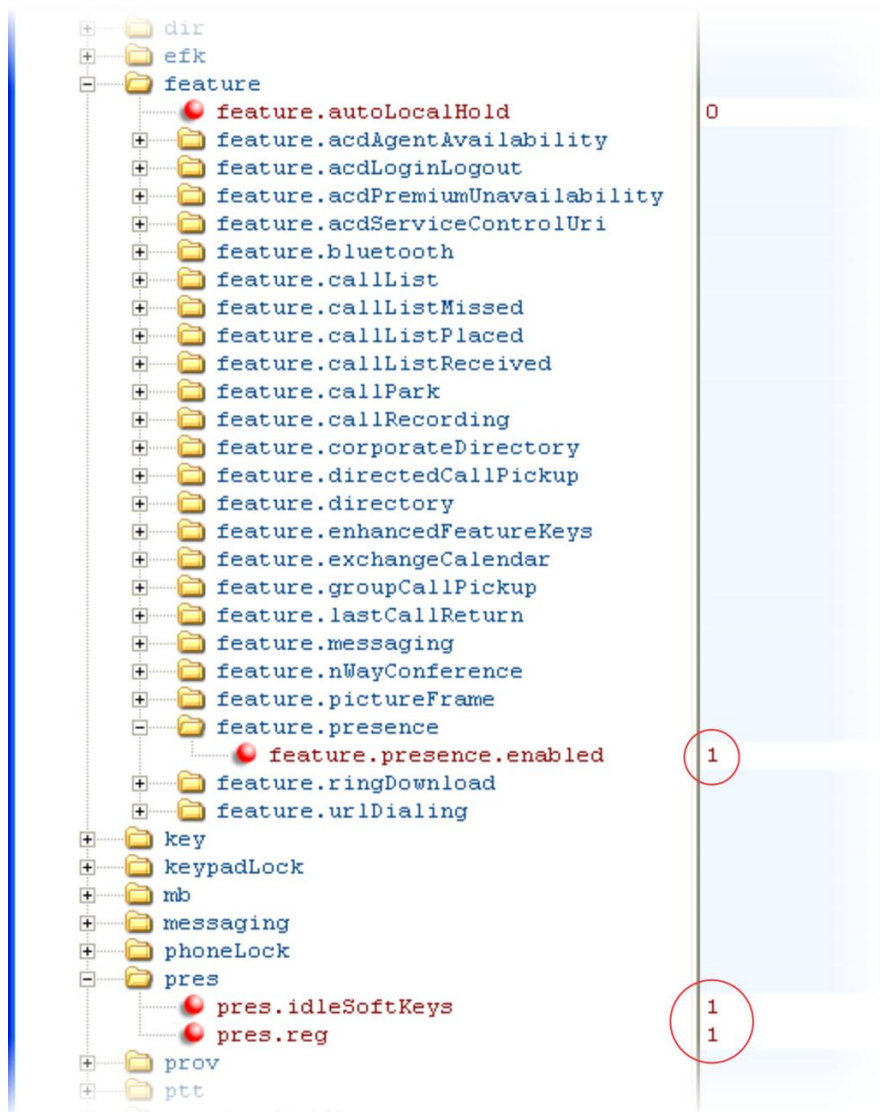 dir
efk
feature
feature.autoLocalHold 0
feature.acdAgentAvailability
feature.acdLoginLogout
feature.acdPremiumUnavailability
feature.acdServiceControlUri
feature.bluetooth
feature.callList
feature.callListMissed
feature.callListPlaced
feature.callListReceived
feature.callPark
feature.callRecording
feature.corporateDirectory
feature.directedCallPickup
feature.directory
feature.enhancedFeatureKeys
feature.exchangeCalendar
feature.groupCallPickup
feature.lastCallReturn
feature.messaging
feature.nWayConference
feature.pictureFrame
feature.presence
feature.presence.enabled 1
feature.ringDownload
feature.urlDialing
key
keypadLock
mb
messaging
phoneLock
pres
pres.idleSoftKeys 1
pres.reg 1
prov
ptt